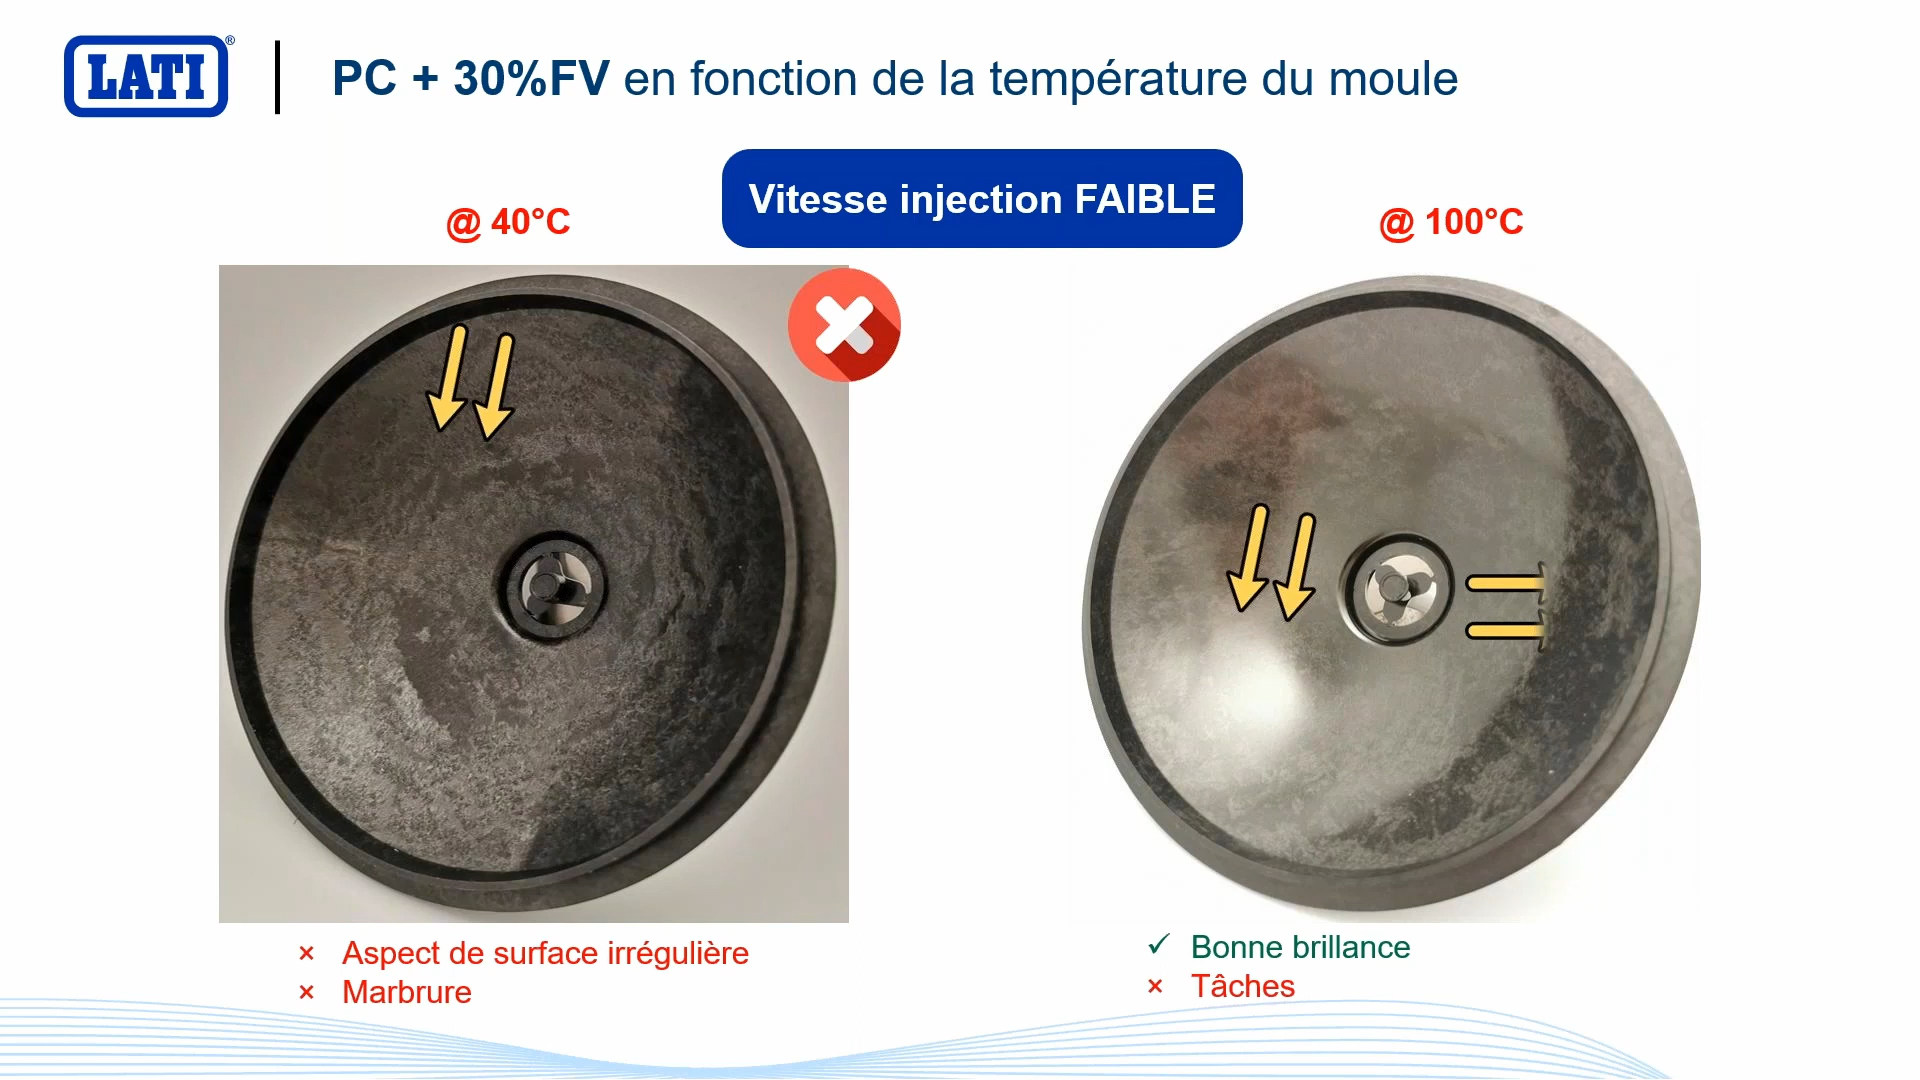 LATI®
PC + 30%FV en fonction de la température du moule
Vitesse injection FAIBLE
@ 40°C
@ 100°C
× Aspect de surface irrégulière
× Marbrure
✓ Bonne brillance
× Tâches